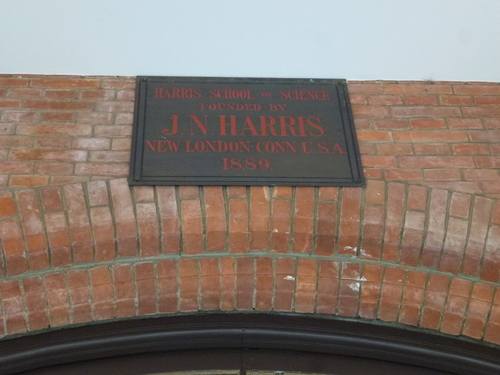 HARRIS SCHOOL OF SCIENCE
FOUNDED BY
J N HARRIS
NEW LONDON CONN U.S.A.
1889